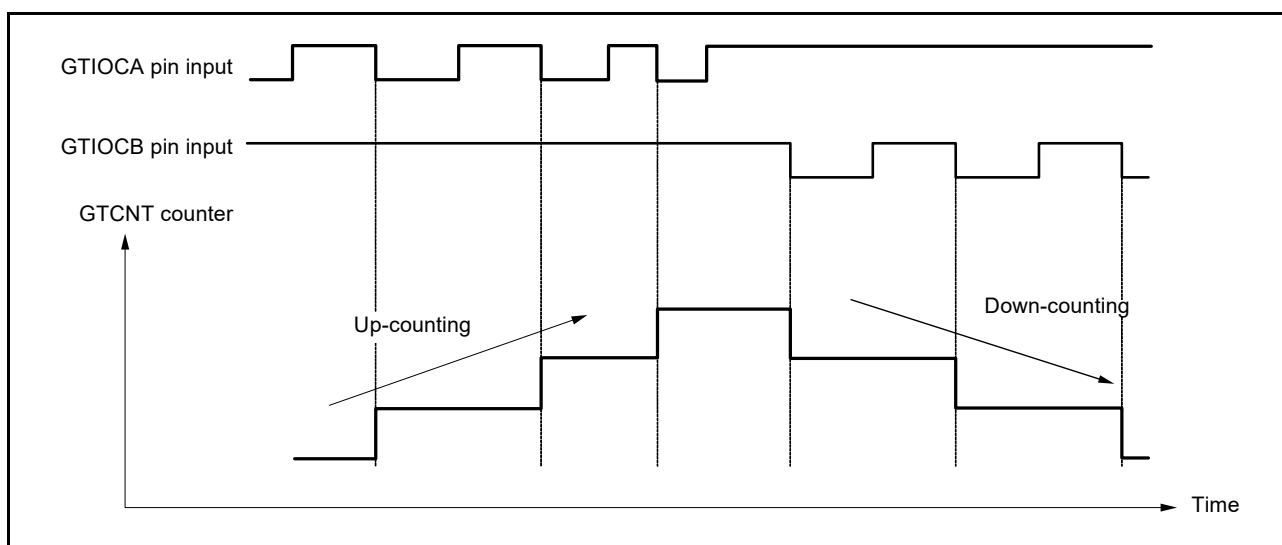 GTIOCA pin input
GTIOCB pin input
GTCNT counter
Up-counting
Down-counting
Time